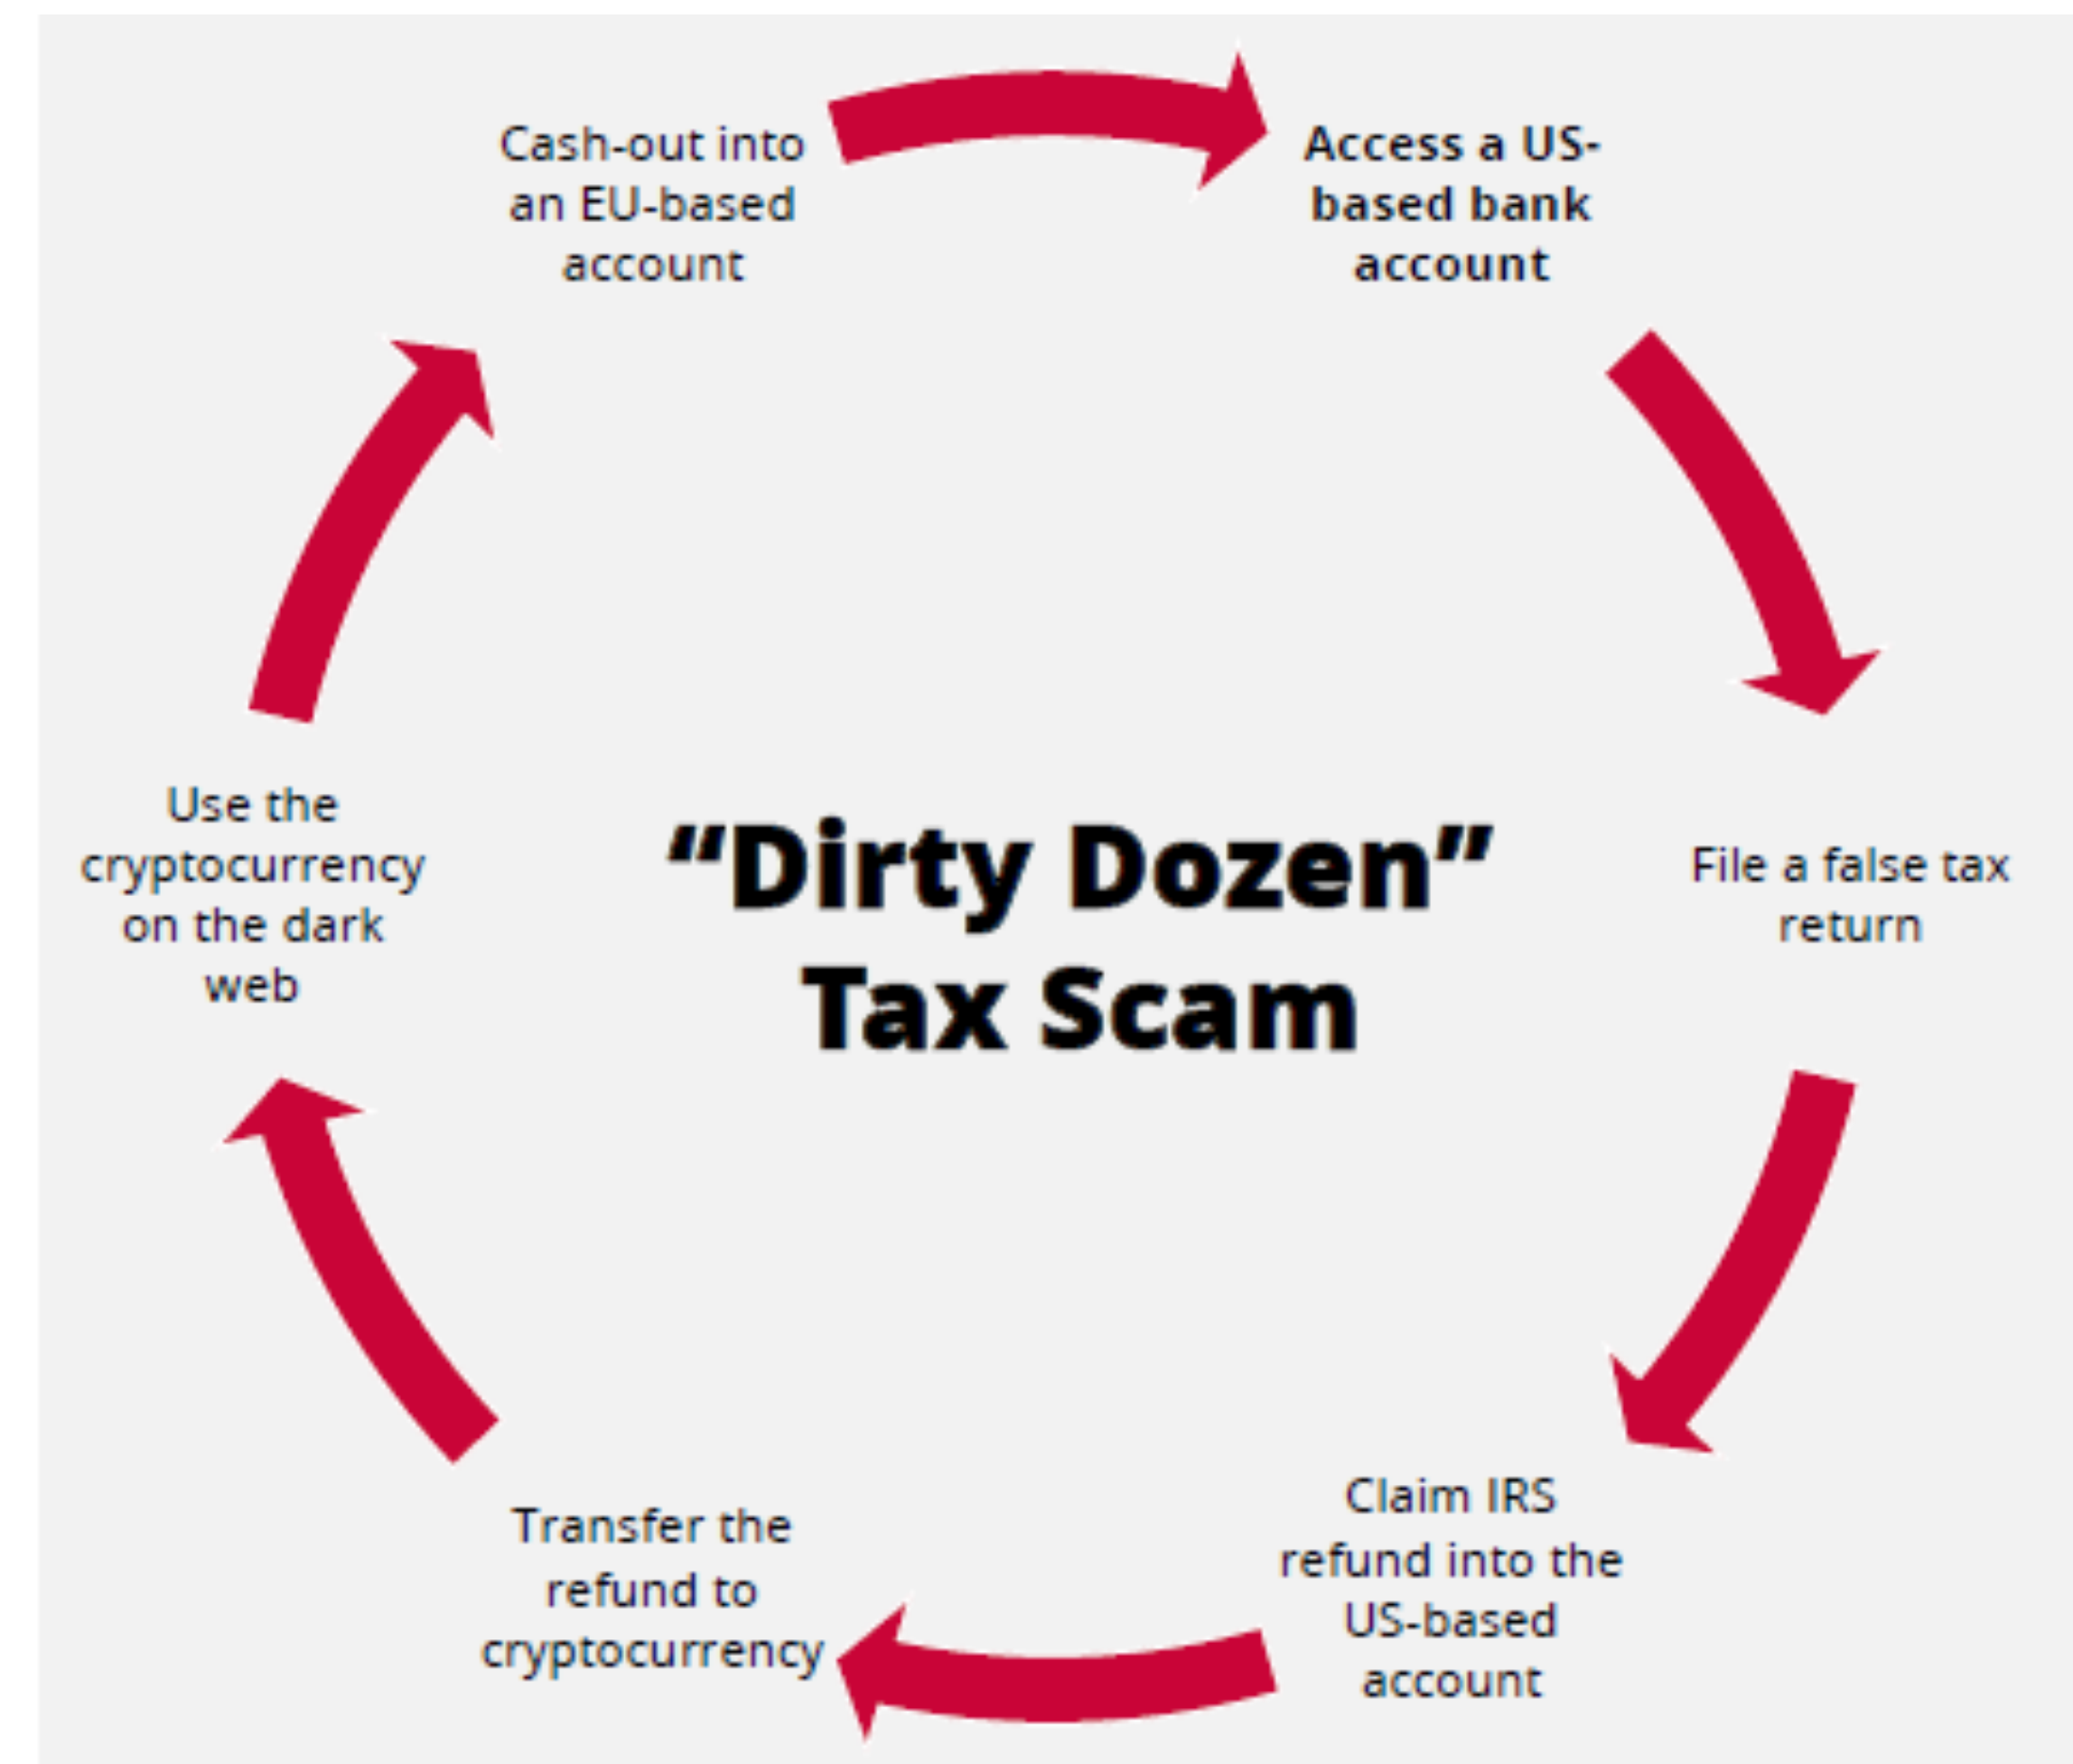 Cash-out into
an EU-based
account
Access a US-
based bank
account
File a false tax
return
Claim IRS
refund into the
US-based
account
Transfer the
refund to
cryptocurrency
Use the
cryptocurrency
on the dark
web
“Dirty Dozen”
Tax Scam